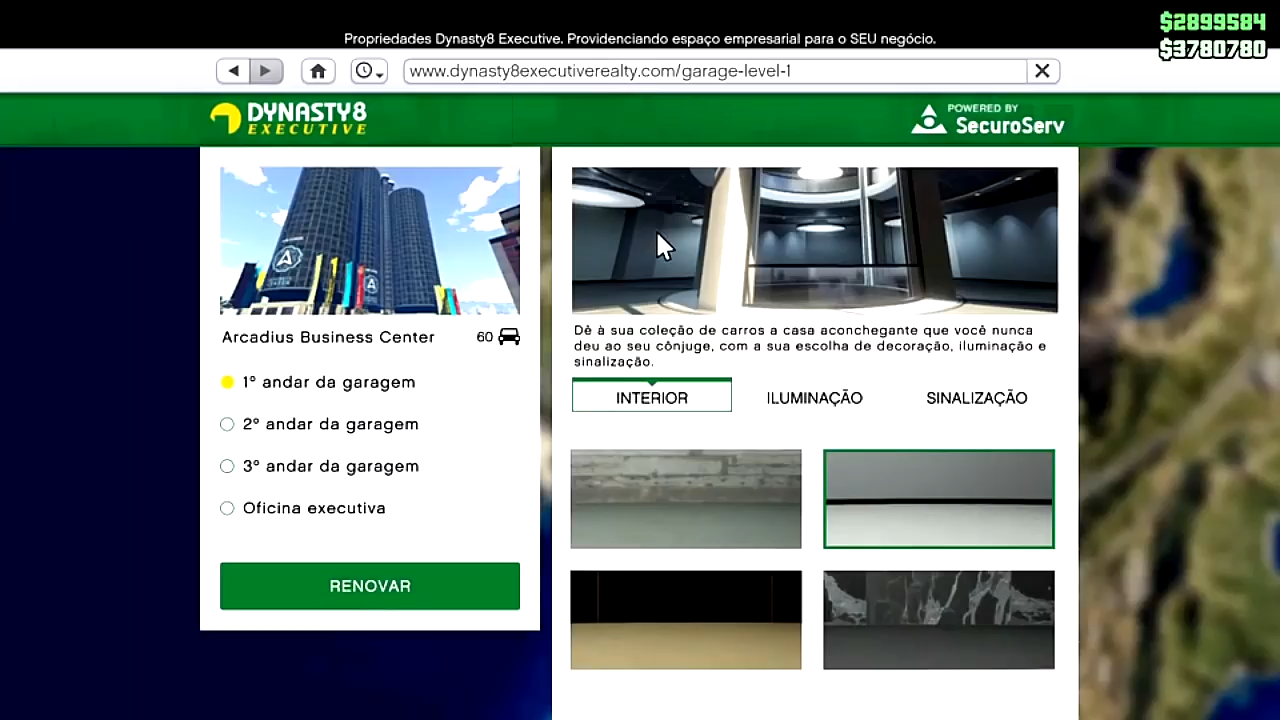 $2899584
Propriedades Dynasty8 Executive. Providenciando espaço empresarial para o SEU negócio.
$3780780
www.dynasty8executiverealty.com/garage-level-1
DYNASTY8
EXECUTIVE
POWERED BY
SecuroServ
Arcadius Business Center
60
1º andar da garagem
2º andar da garagem
3º andar da garagem
Oficina executiva
RENOVAR
Dê à sua coleção de carros a casa aconchegante que você nunca
deu ao seu cônjuge, com a sua escolha de decoração, iluminação e
sinalização.
INTERIOR
ILUMINAÇÃO
SINALIZAÇÃO